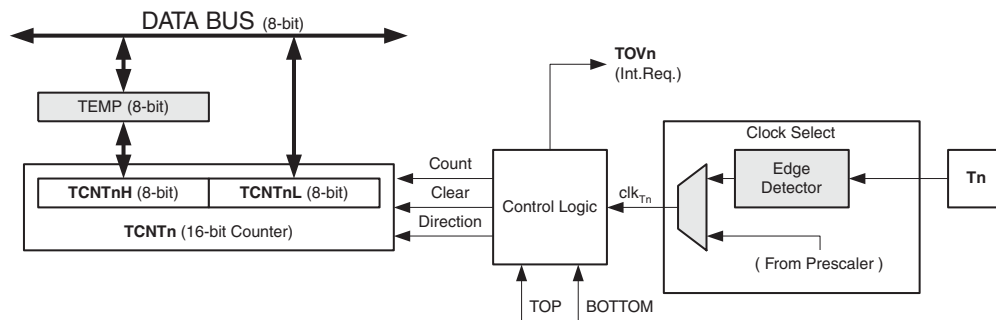 DATA BUS (8-bit)
TOVn
(Int.Req.)
TEMP (8-bit)
Clock Select
TCNTnH (8-bit)
TCNTnL (8-bit)
TCNTn (16-bit Counter)
Count
Clear
Direction
Control Logic
clkTn
Edge
Detector
Tn
( From Prescaler )
TOP
BOTTOM